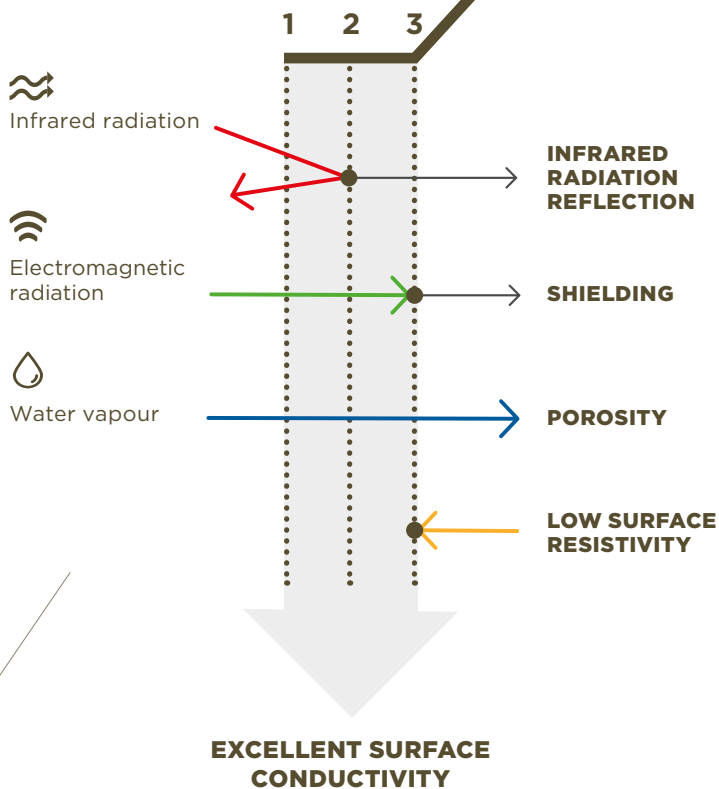 1 2 3
Infrared radiation
INFRARED
RADIATION
REFLECTION
Electromagnetic
radiation
SHIELDING
Water vapour
POROSITY
LOW SURFACE
RESISTIVITY
EXCELLENT SURFACE
CONDUCTIVITY